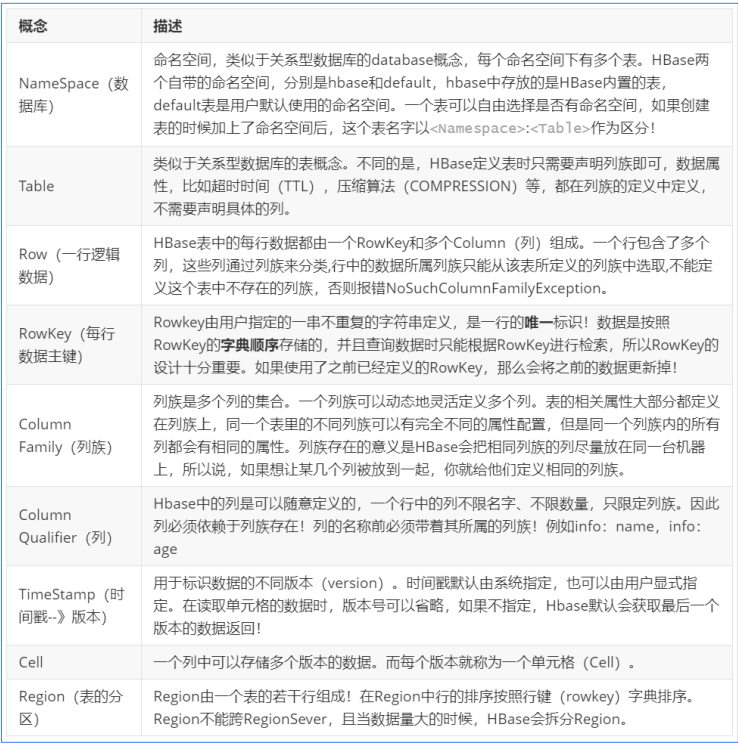 概念 描述
命名空间，类似于关系型数据库的database概念，每个命名空间下有多个表。HBase两
NameSpace（数 个自带的命名空间，分别是hbase和default，hbase中存放的是HBase内置的表，
据库） default表是用户默认使用的命名空间。一个表可以自由选择是否有命名空间，如果创建
表的时候加上了命名空间后，这个表名字以<Namespace>:<Table>作为区分！
类似于关系型数据库的表概念。不同的是，HBase定义表时只需要声明列族即可，数据属
Table 性，比如超时时间（TTL），压缩算法（COMPRESSION）等，都在列族的定义中定义，
不需要声明具体的列。
Row（一行逻辑 HBase表中的每行数据都由一个RowKey和多个Column（列）组成。一个行包含了多个
数据） 列，这些列通过列族来分类,行中的数据所属列族只能从该表所定义的列族中选取,不能定
义这个表中不存在的列族，否则报错NoSuchColumnFamilyException。
RowKey（每行 Rowkey由用户指定的一串不重复的字符串定义，是一行的唯一标识！数据是按照
数据主键） RowKey的字典顺序存储的，并且查询数据时只能根据RowKey进行检索，所以RowKey的
设计十分重要。如果使用了之前已经定义的RowKey，那么会将之前的数据更新掉！
列族是多个列的集合。一个列族可以动态地灵活定义多个列。表的相关属性大部分都定义
Column 在列族上，同一个表里的不同列族可以有完全不同的属性配置，但是同一个列族内的所有
Family（列族） 列都会有相同的属性。列族存在的意义是HBase会把相同列族的列尽量放在同一台机器
上，所以说，如果想让某几个列被放到一起，你就给他们定义相同的列族。
Column Hbase中的列是可以随意定义的，一个行中的列不限名字、不限数量，只限定列族。因此
Qualifier（列） 列必须依赖于列族存在！列的名称前必须带着其所属的列族！例如info：name，info：
age
TimeStamp（时 用于标识数据的不同版本（version）。时间戳默认由系统指定，也可以由用户显式指
间戳--》版本） 定。在读取单元格的数据时，版本号可以省略，如果不指定，Hbase默认会获取最后一个
版本的数据返回！
Cell 一个列中可以存储多个版本的数据。而每个版本就称为一个单元格（Cell）。
Region（表的分 Region由一个表的若干行组成！在Region中行的排序按照行键（rowkey）字典排序。
区） Region不能跨RegionSever，且当数据量大的时候，HBase会拆分Region。